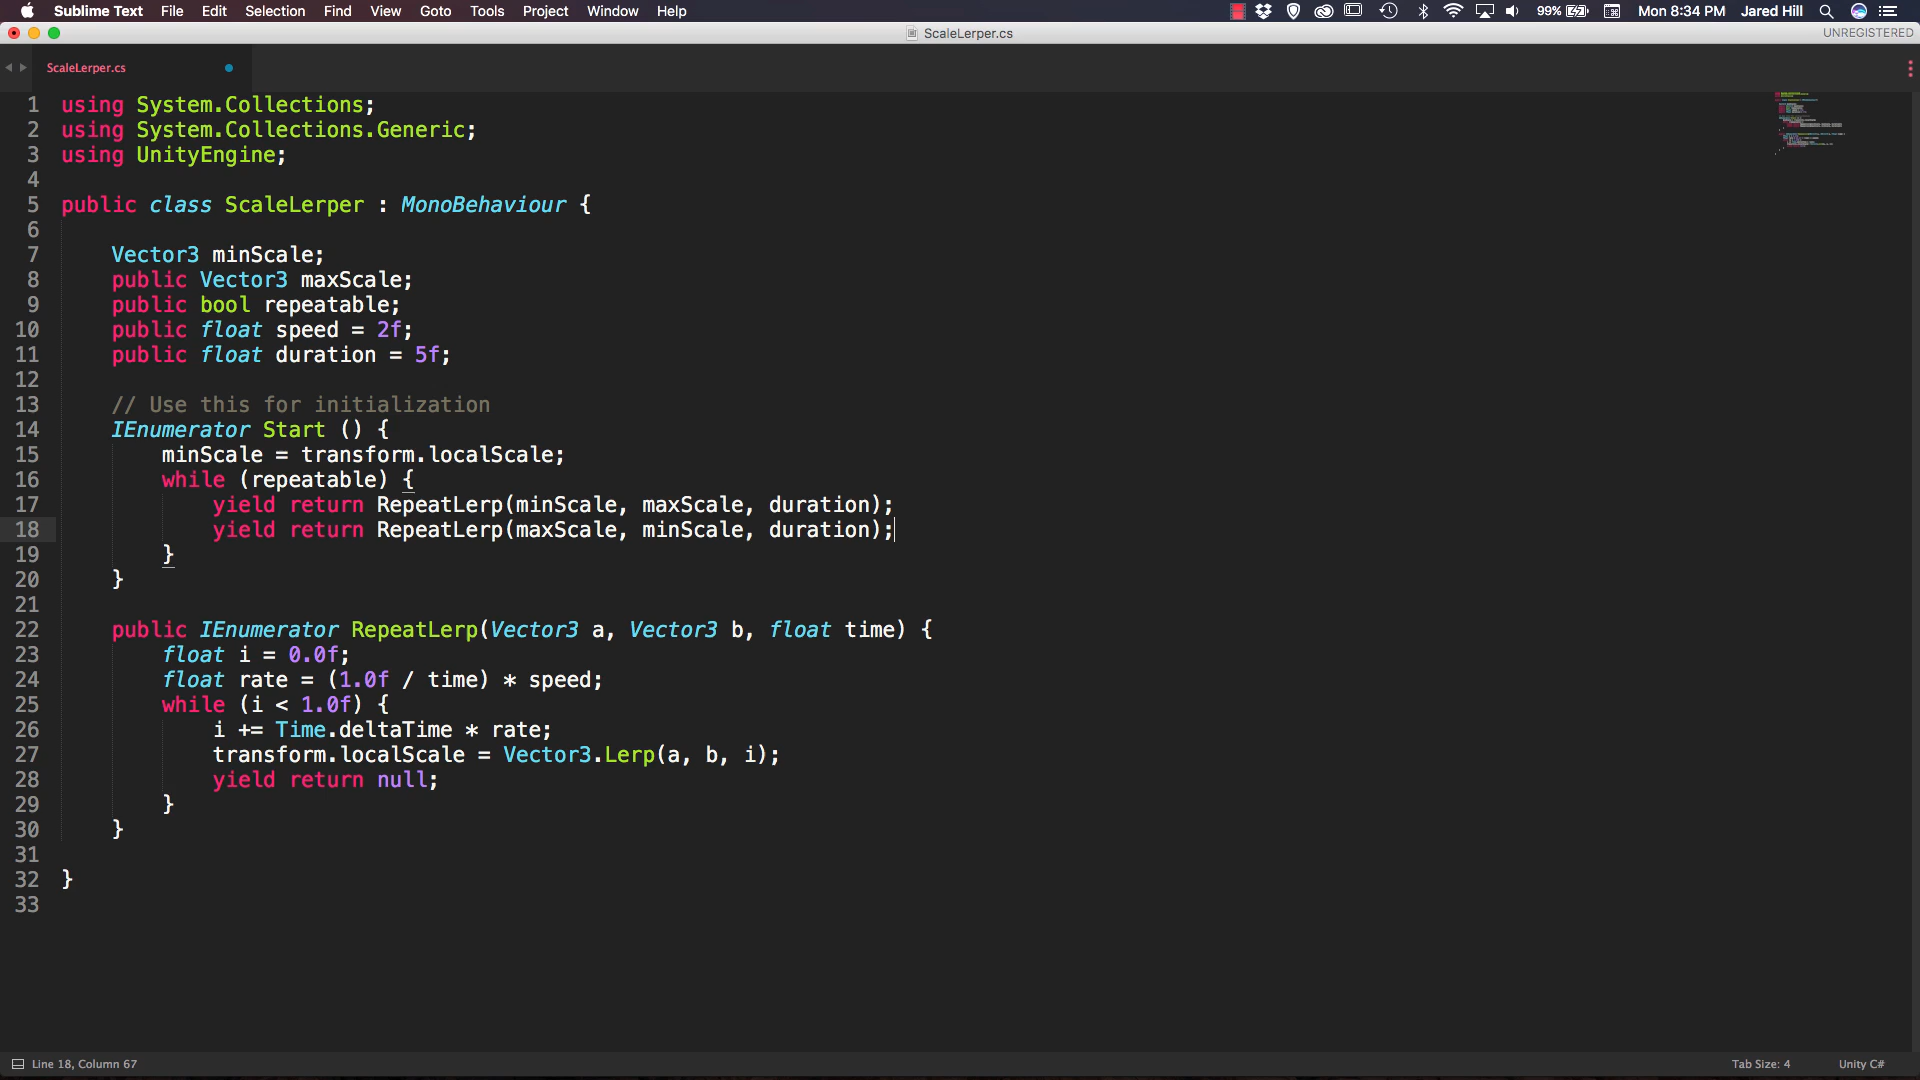 Sublime Text File Edit Selection Find View Goto Tools Project Window Help 99% Mon 8:34 PM Jared Hill
ScaleLerper.cs UNREGISTERED
ScaleLerper.cs
1 using System.Collections;
2 using System.Collections.Generic;
3 using UnityEngine;
4
5 public class ScaleLerper : MonoBehaviour {
6
7 Vector3 minScale;
8 public Vector3 maxScale;
9 public bool repeatable;
10 public float speed = 2f;
11 public float duration = 5f;
12
13 // Use this for initialization
14 IEnumerator Start () {
15 minScale = transform.localScale;
16 while (repeatable) {
17 yield return RepeatLerp(minScale, maxScale, duration);
18 yield return RepeatLerp(maxScale, minScale, duration);
19 }
20 }
21
22 public IEnumerator RepeatLerp(Vector3 a, Vector3 b, float time) {
23 float i = 0.0f;
24 float rate = (1.0f / time) * speed;
25 while (i < 1.0f) {
26 i += Time.deltaTime * rate;
27 transform.localScale = Vector3.Lerp(a, b, i);
28 yield return null;
29 }
30 }
31
32 }
33
Line 18, Column 67 Tab Size: 4 Unity C#